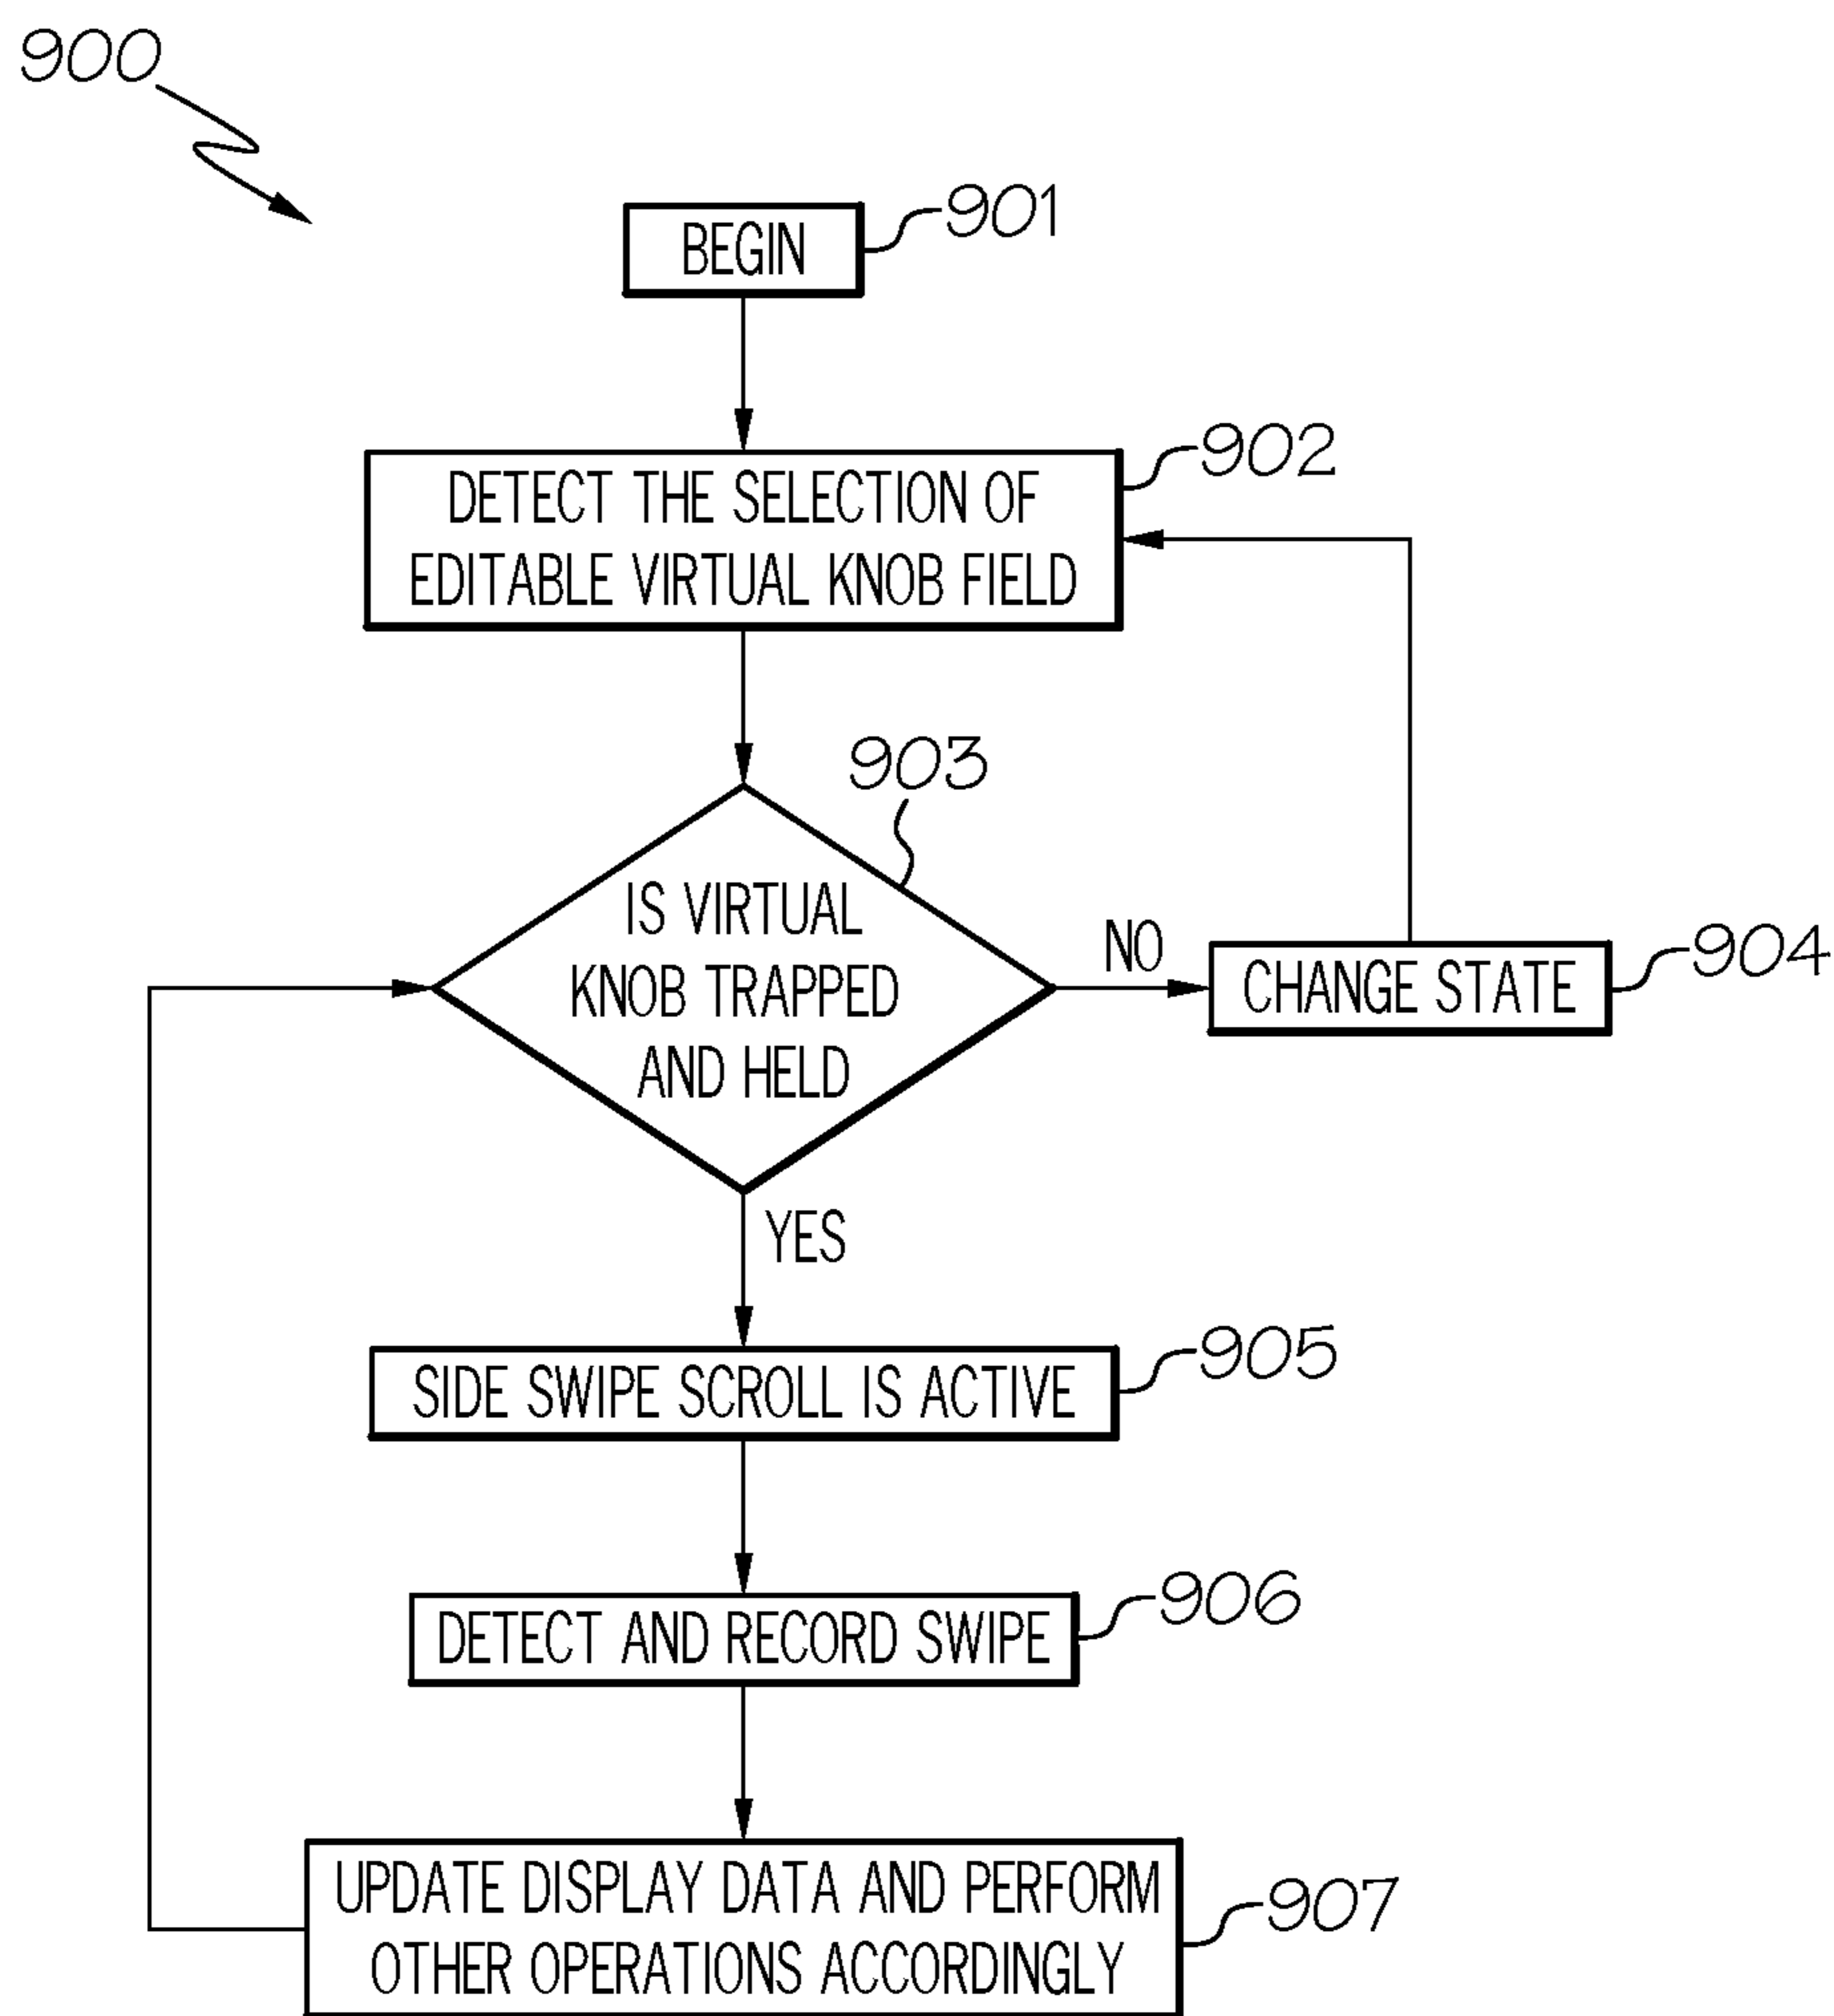 900
BEGIN
901
DETECT THE SELECTION OF
EDITABLE VIRTUAL KNOB FIELD
902
903
IS VIRTUAL
KNOB TRAPPED
AND HELD
NO
CHANGE STATE
904
YES
SIDE SWIPE SCROLL IS ACTIVE
905
DETECT AND RECORD SWIPE
906
UPDATE DISPLAY DATA AND PERFORM
OTHER OPERATIONS ACCORDINGLY
907